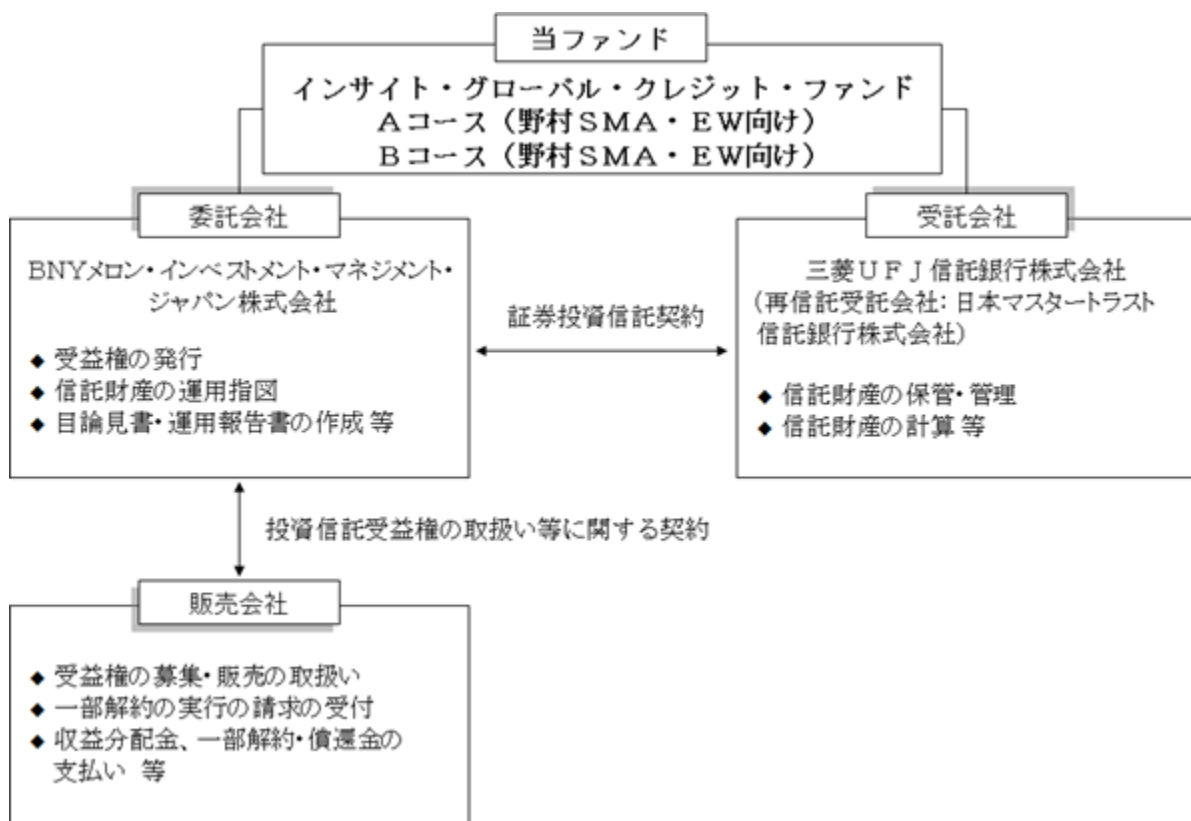 当ファンド
インサイト・グローバル・クレジット・ファンド
Aコース（野村SMA・EW向け）
Bコース（野村SMA・EW向け）
委託会社
BNYメロン・インベストメント・マネジメント・
ジャパン株式会社
◆ 受益権の発行
◆ 信託財産の運用指図
◆ 目論見書・運用報告書の作成 等
証券投資信託契約
受託会社
三菱UFJ信託銀行株式会社
(再信託受託会社：日本マスタートラスト
信託銀行株式会社)
◆ 信託財産の保管・管理
◆ 信託財産の計算 等
投資信託受益権の取扱い等に関する契約
販売会社
◆ 受益権の募集・販売の取扱い
◆ 一部解約の実行の請求の受付
◆ 収益分配金、一部解約・償還金の
支払い 等